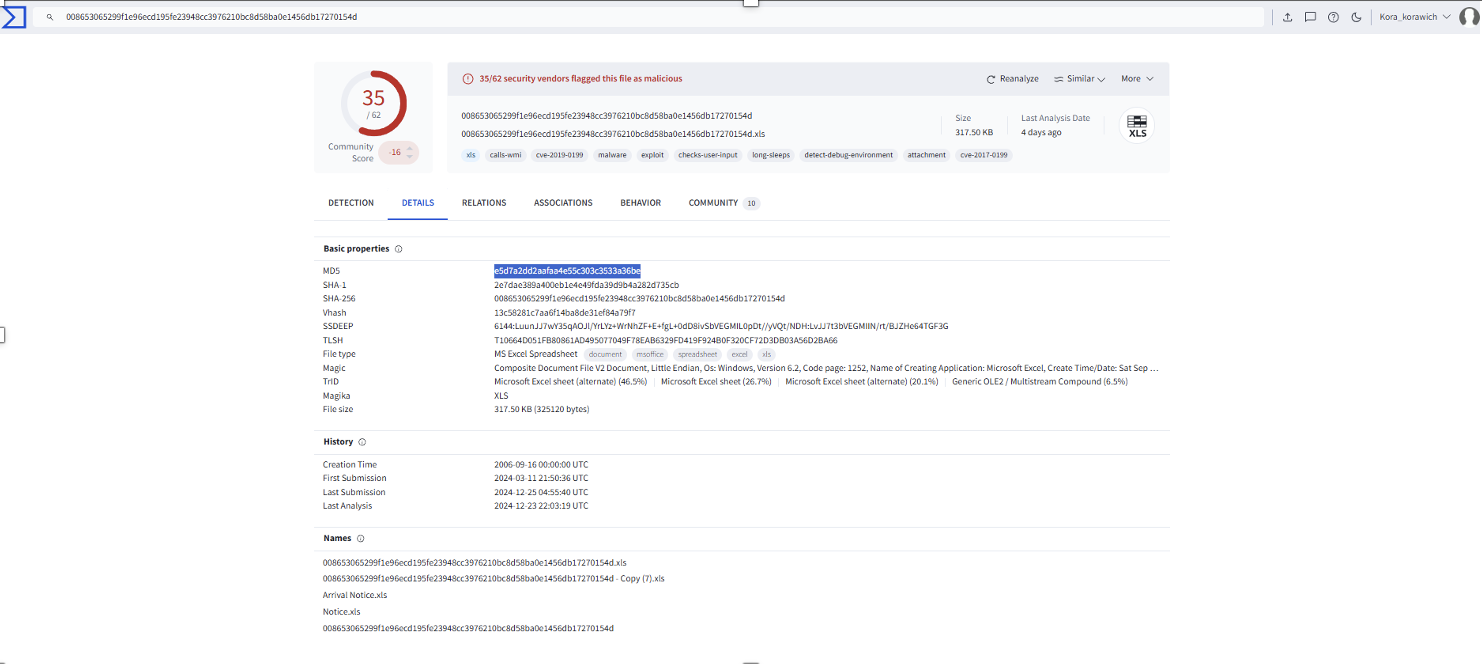 008653065299f1e96ecd195fe23948cc3976210bc8d58ba0e1456db17270154d Kora_korawich
35 / 62
Community Score -16
35/62 security vendors flagged this file as malicious Reanalyze Similar More
008653065299f1e96ecd195fe23948cc3976210bc8d58ba0e1456db17270154d
008653065299f1e96ecd195fe23948cc3976210bc8d58ba0e1456db17270154d.xls
Size 317.50 KB
Last Analysis Date 4 days ago
XLS
xls calls-wmi cve-2019-0199 malware exploit checks-user-input long-sleeps detect-debug-environment attachment cve-2017-0199
DETECTION DETAILS RELATIONS ASSOCIATIONS BEHAVIOR COMMUNITY 10
Basic properties
MD5 e5d7a2dd2aafaa4e55c303c3533a36be
SHA-1 2e7dae389a400eb1e4e49fda39d9b4a282d735cb
SHA-256 008653065299f1e96ecd195fe23948cc3976210bc8d58ba0e1456db17270154d
Vhash 13c58281c7aa6f14ba8de31ef84a79f7
SSDEEP 6144:LuunJJ7wY35qAOJl/YrLYz+WrNhZF+E+fgL+0dD8ivSbVEGMIL0pDt//yVQt/NDH:LvJJ7t3bVEGMIIN/rt/BJZHe64TGF3G
TLSH T10664D051FB80861AD495077049F78EAB6329FD419F924B0F320CF72D3DB03A56D2BA66
File type MS Excel Spreadsheet document msoffice spreadsheet excel xls
Magic Composite Document File V2 Document, Little Endian, Os: Windows, Version 6.2, Code page: 1252, Name of Creating Application: Microsoft Excel, Create Time/Date: Sat Sep …
TrID Microsoft Excel sheet (alternate) (46.5%) Microsoft Excel sheet (26.7%) Microsoft Excel sheet (alternate) (20.1%) Generic OLE2 / Multistream Compound (6.5%)
Magika XLS
File size 317.50 KB (325120 bytes)
History
Creation Time 2006-09-16 00:00:00 UTC
First Submission 2024-03-11 21:50:36 UTC
Last Submission 2024-12-25 04:55:40 UTC
Last Analysis 2024-12-23 22:03:19 UTC
Names
008653065299f1e96ecd195fe23948cc3976210bc8d58ba0e1456db17270154d.xls
008653065299f1e96ecd195fe23948cc3976210bc8d58ba0e1456db17270154d - Copy (7).xls
Arrival Notice.xls
Notice.xls
008653065299f1e96ecd195fe23948cc3976210bc8d58ba0e1456db17270154d